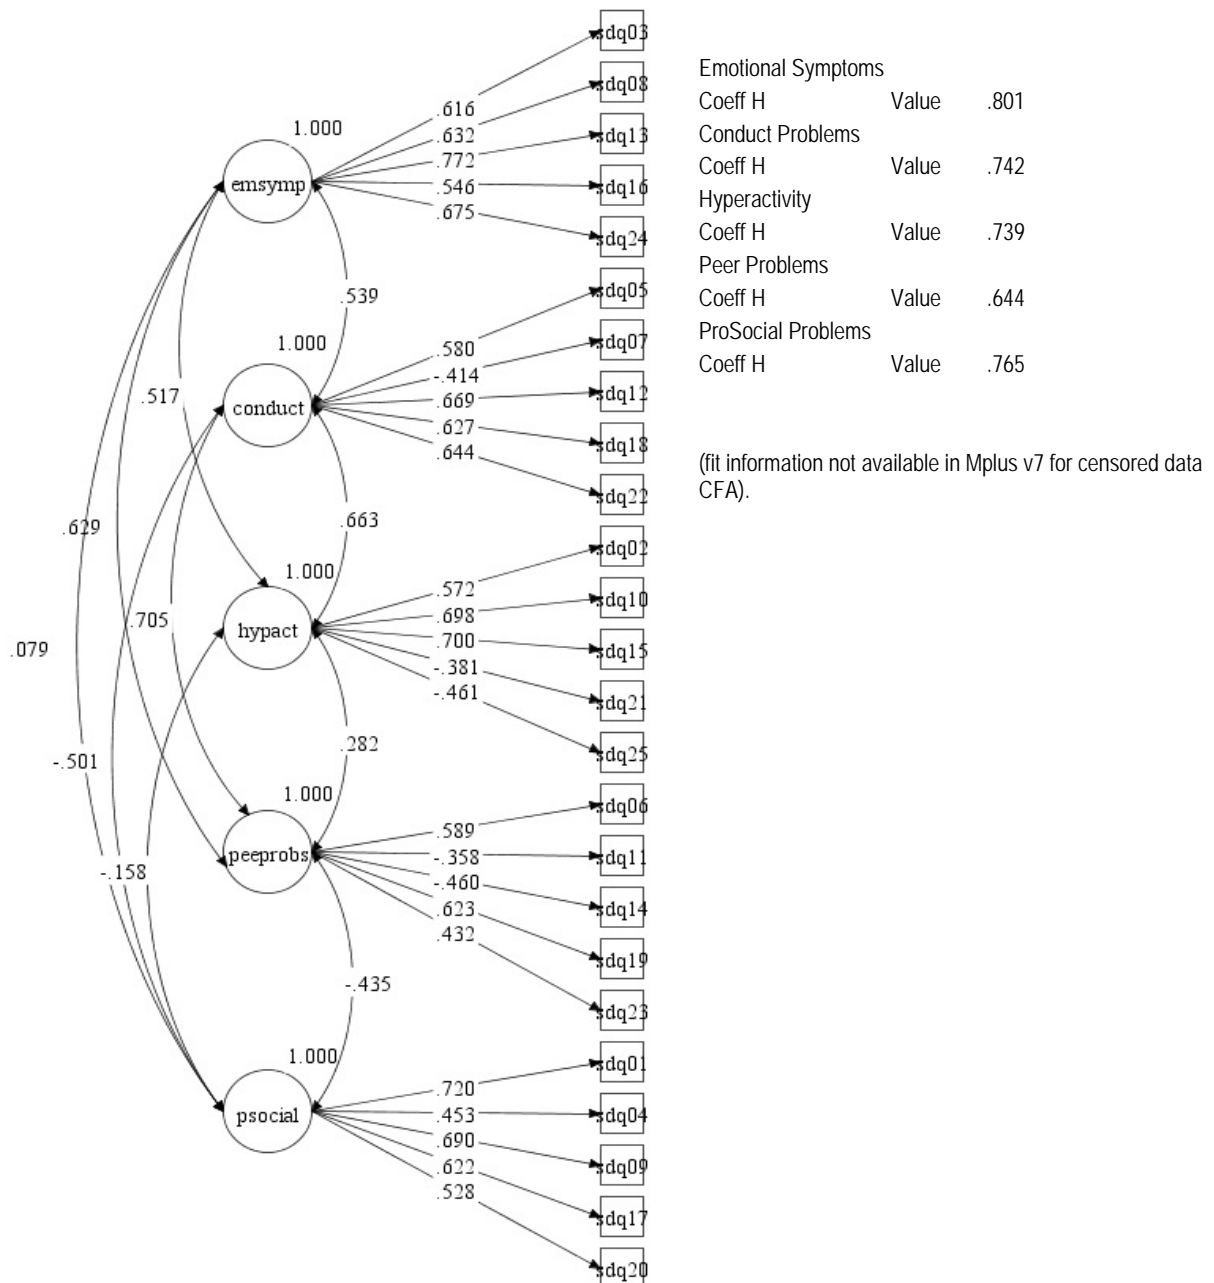 sdq03
sdq08
sdq13
sdq16
sdq24
sdq05
sdq07
sdq12
sdq18
sdq22
sdq02
sdq10
sdq15
sdq21
sdq25
sdq06
sdq11
sdq14
sdq19
sdq23
sdq01
sdq04
sdq09
sdq17
sdq20
1.000
emsymp
.616
.632
.772
.546
.675
.539
1.000
conduct
.580
-.414
.669
.627
.644
.517
.663
.629
1.000
hypact
.572
.698
.700
-.381
-.461
.705
.079
.282
-.501
1.000
peeprobs
.589
-.358
-.460
.623
.432
-.158
-.435
1.000
psocial
.720
.453
.690
.622
.528
Emotional Symptoms
Coeff H Value .801
Conduct Problems
Coeff H Value .742
Hyperactivity
Coeff H Value .739
Peer Problems
Coeff H Value .644
ProSocial Problems
Coeff H Value .765
(fit information not available in Mplus v7 for censored data
CFA).